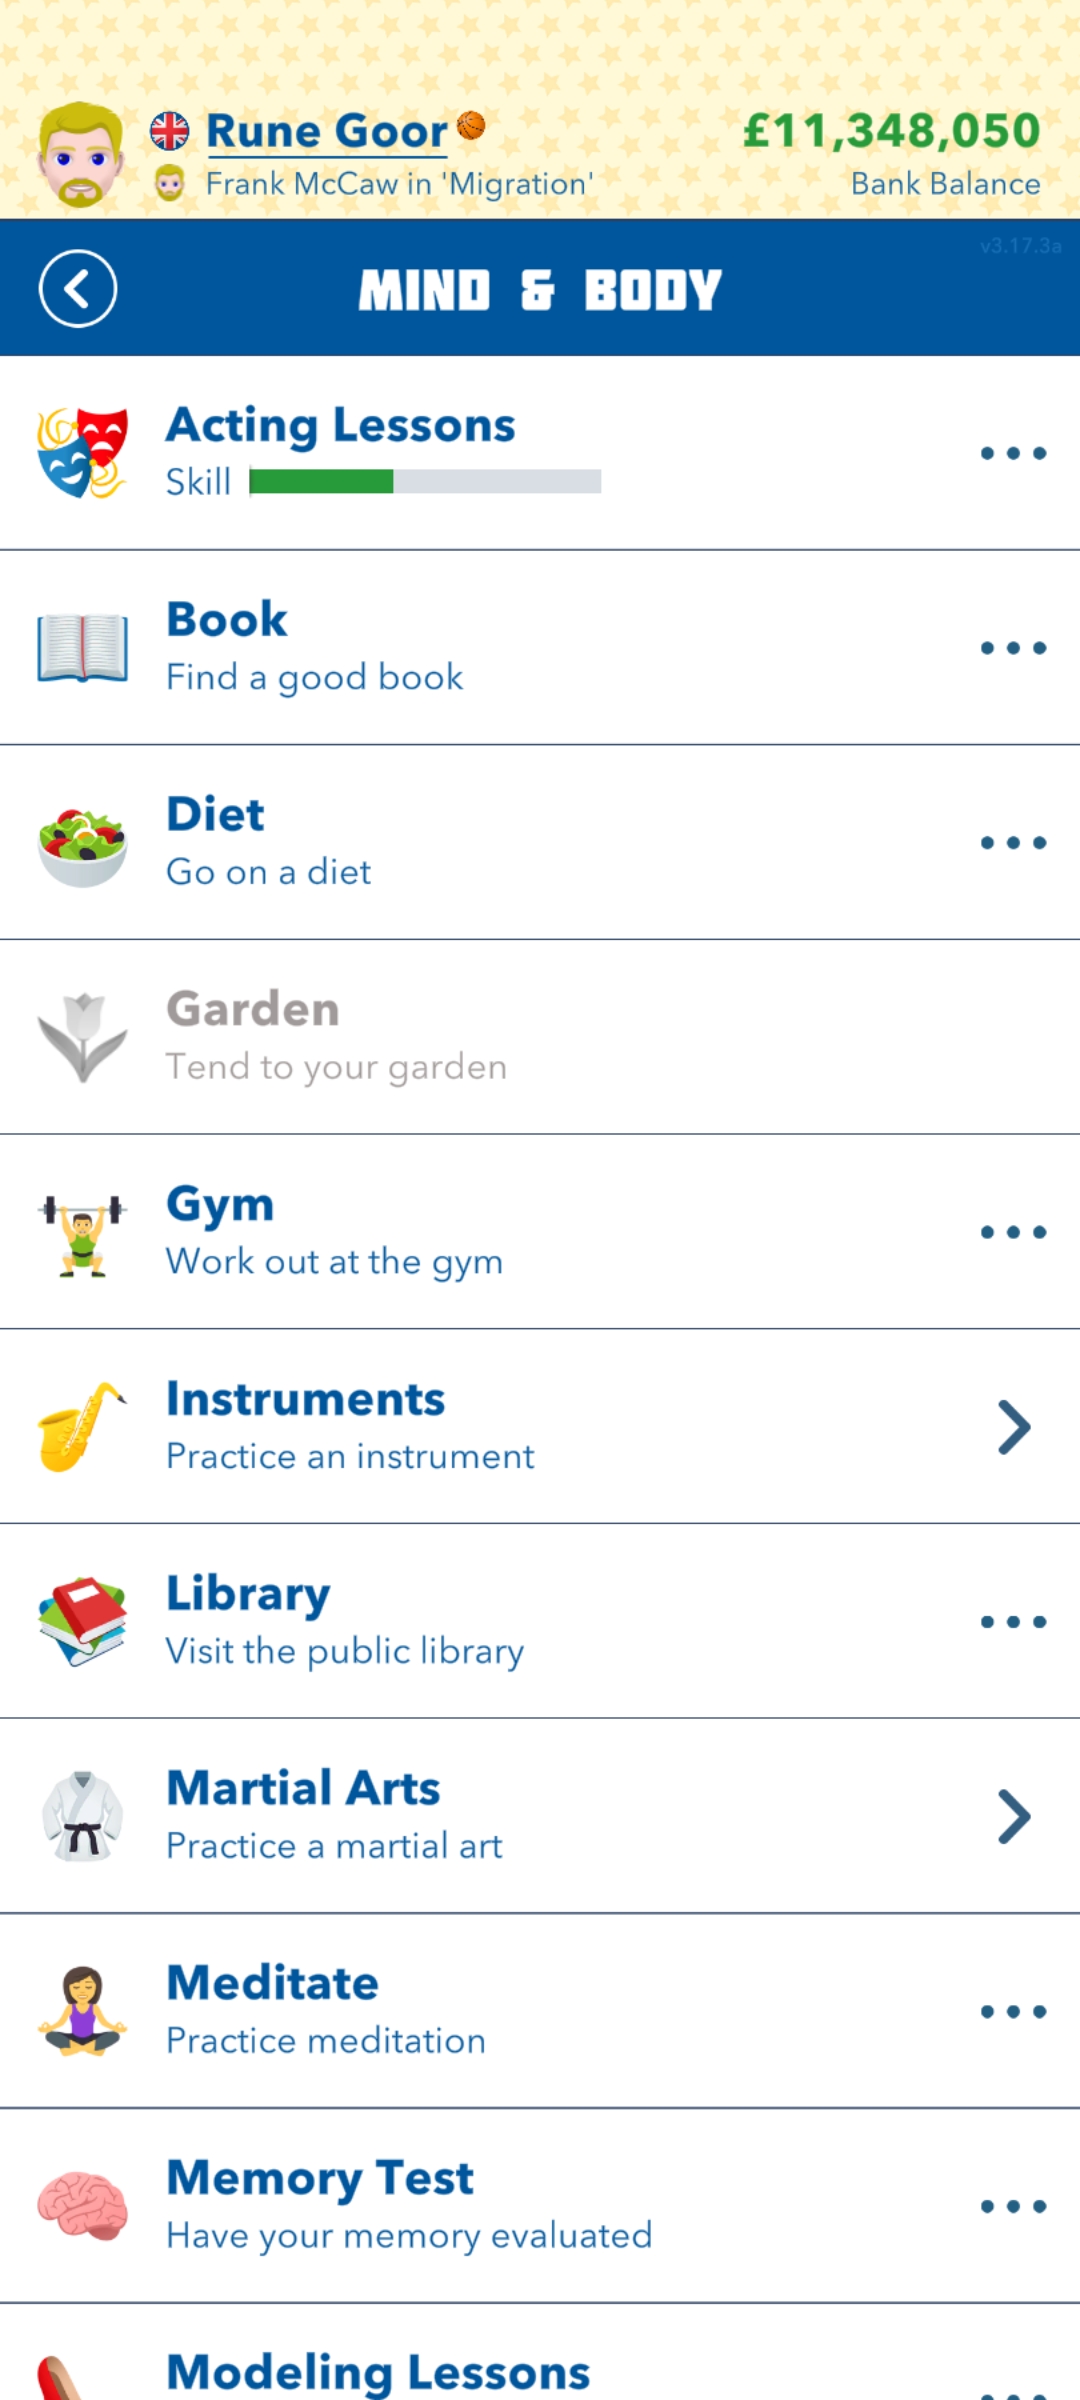 Rune Goor
£11,348,050
Frank McCaw in 'Migration'
Bank Balance
v3.17.3a
MIND & BODY
Acting Lessons
Skill
Book
Find a good book
Diet
Go on a diet
Garden
Tend to your garden
Gym
Work out at the gym
Instruments
Practice an instrument
Library
Visit the public library
Martial Arts
Practice a martial art
Meditate
Practice meditation
Memory Test
Have your memory evaluated
Modeling Lessons